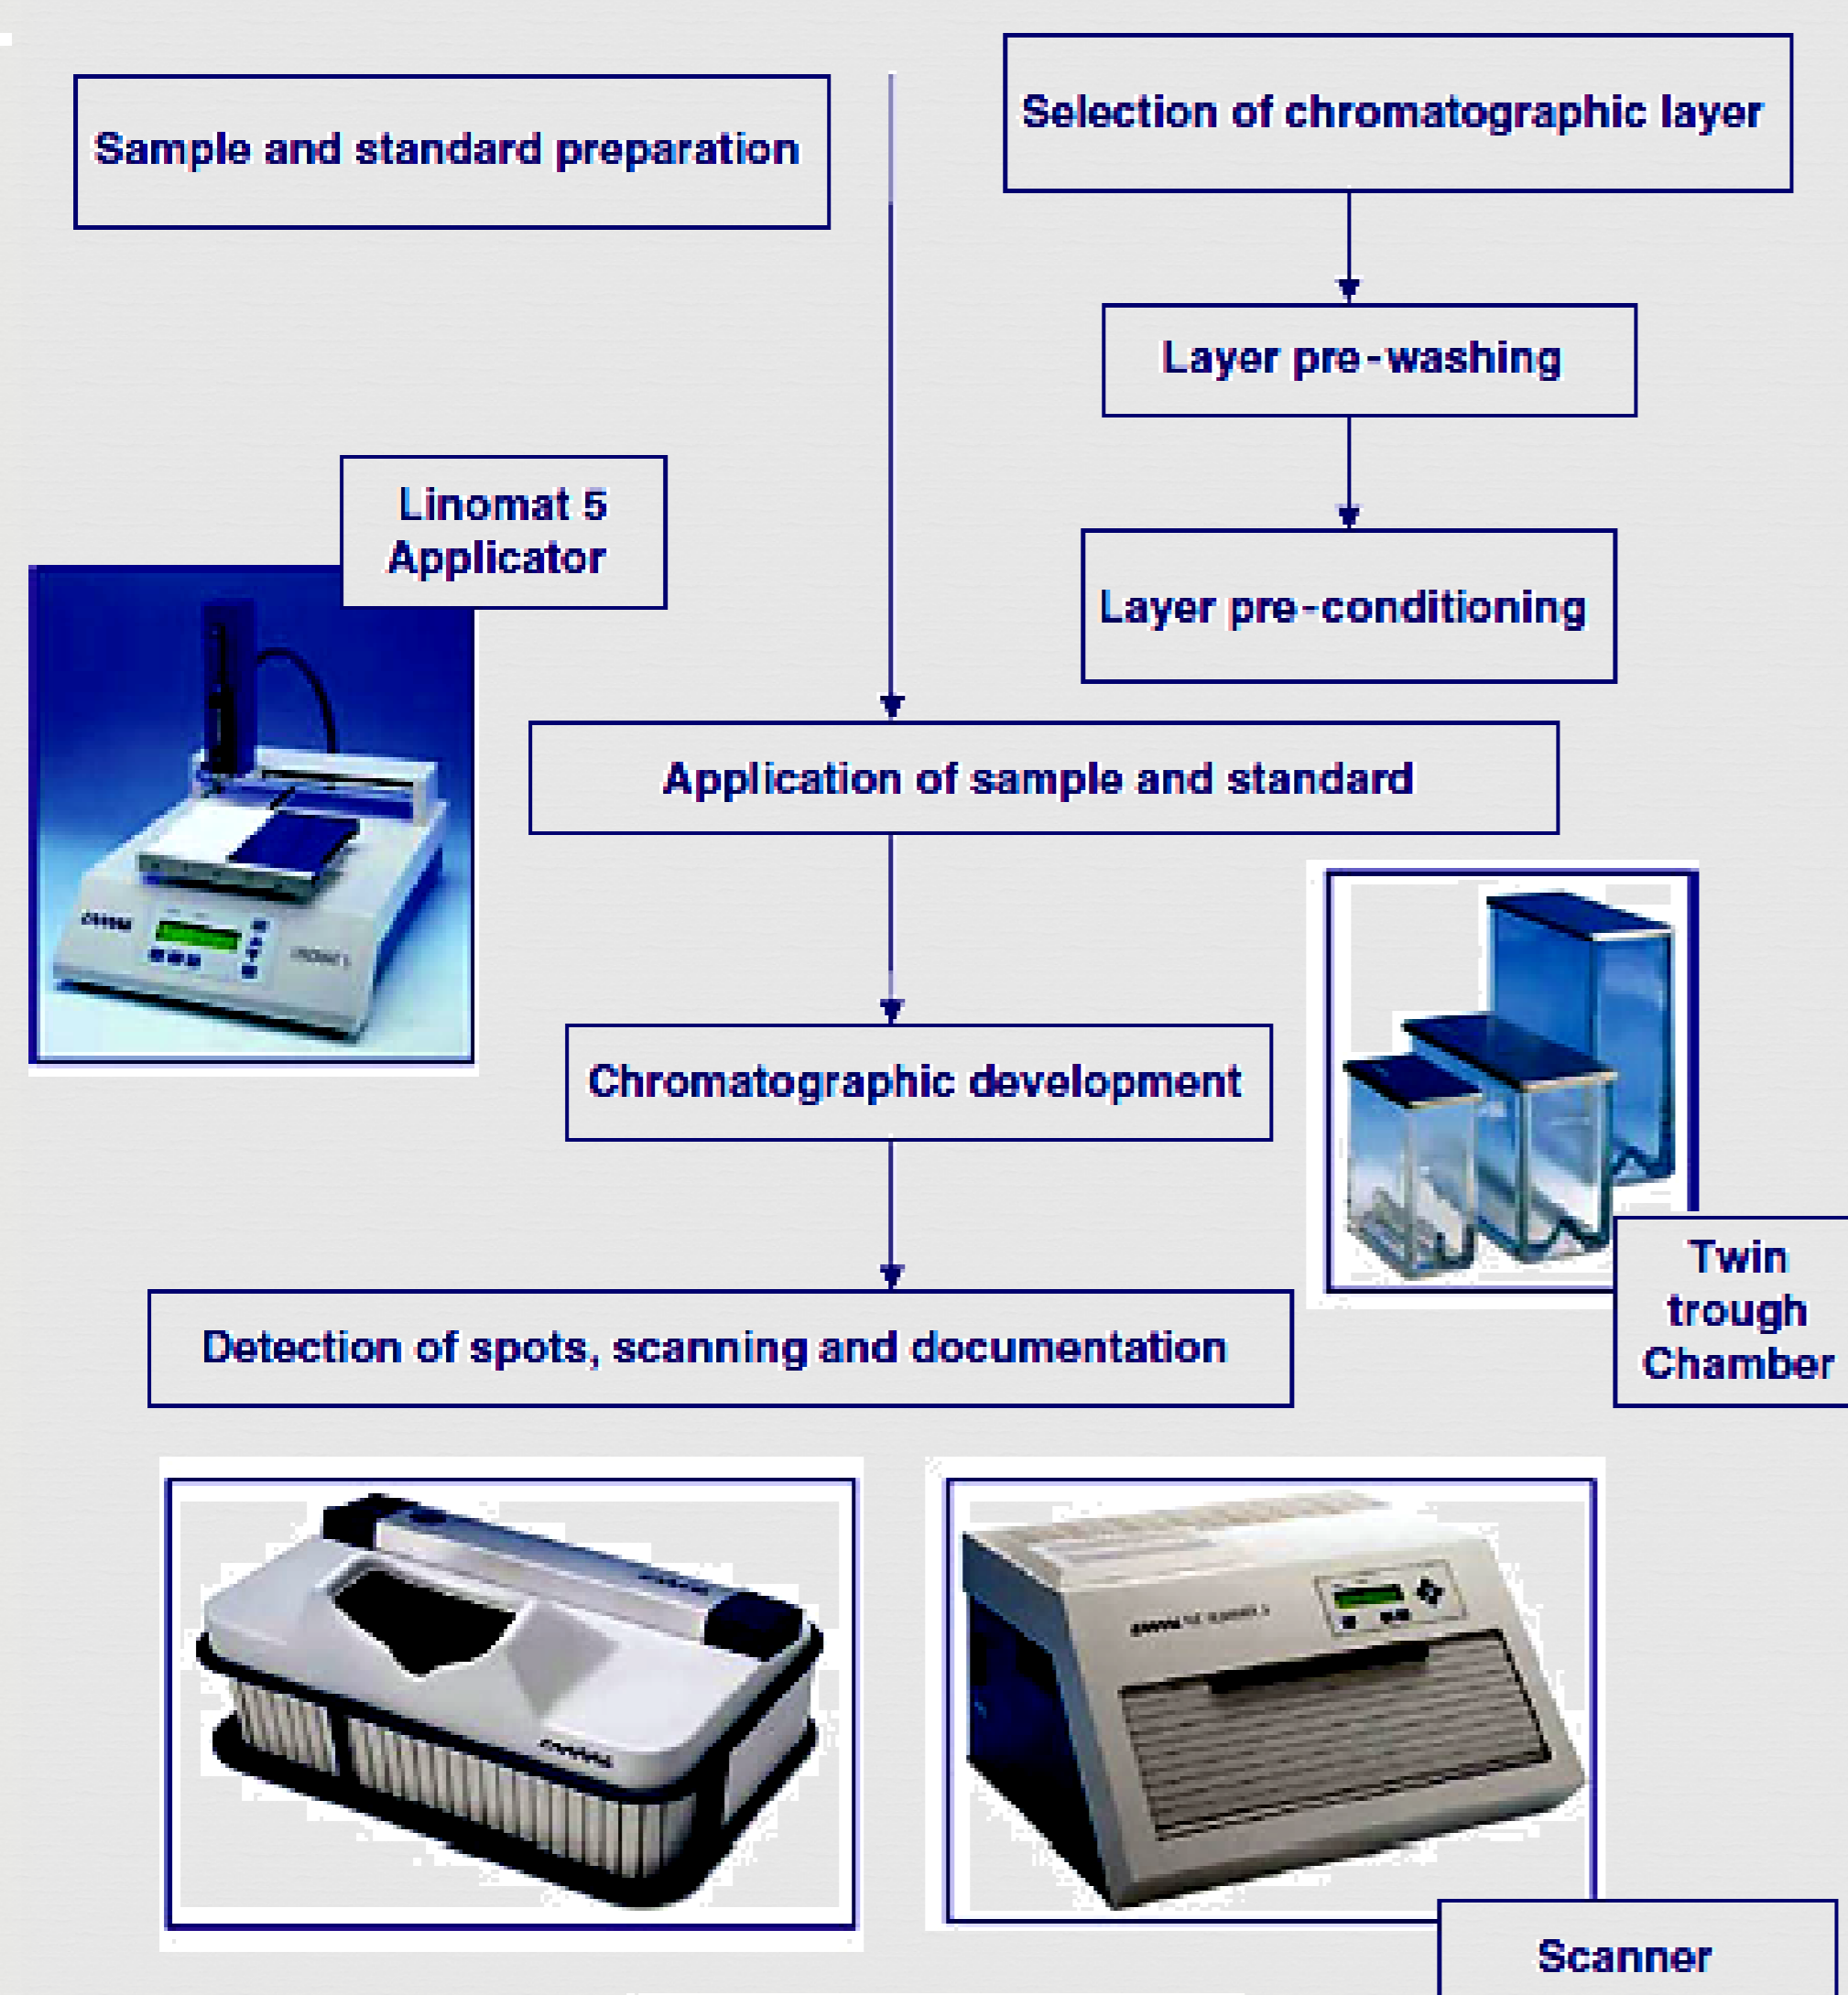 Selection of chromatographic layer
Sample and standard preparation
Layer pre-washing
Linomat 5
Applicator
Layer pre-conditioning
Application of sample and standard
Chromatographic development
Twin
trough
Chamber
Detection of spots, scanning and documentation
Scanner